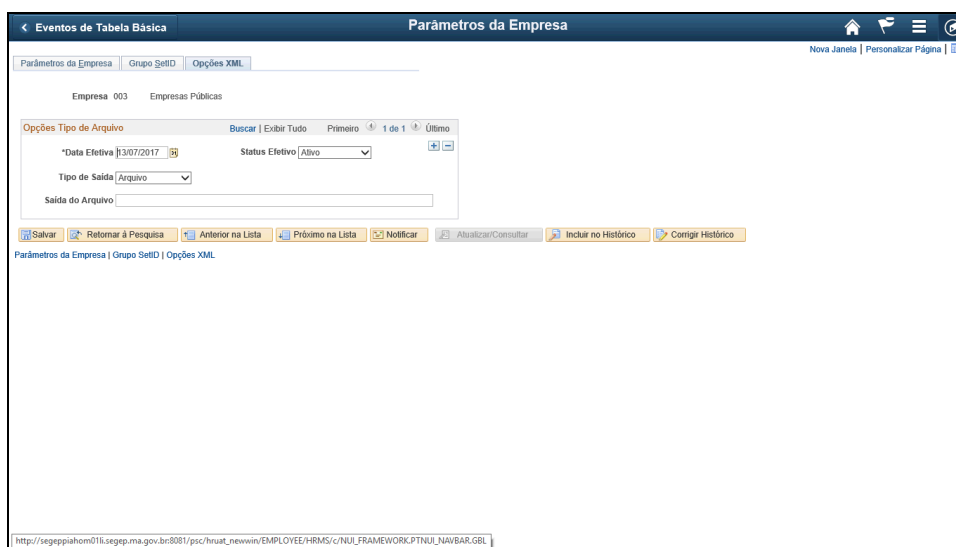 Eventos de Tabela Básica
Parâmetros da Empresa
Nova Janela | Personalizar Página |
Parâmetros da Empresa Grupo SetID Opções XML
Empresa 003 Empresas Públicas
Opções Tipo de Arquivo Buscar | Exibir Tudo Primeiro 1 de 1 Último
*Data Efetiva 13/07/2017 Status Efetivo Ativo
Tipo de Saída Arquivo
Saída do Arquivo
Salvar Retornar à Pesquisa Anterior na Lista Próximo na Lista Notificar Atualizar/Consultar Incluir no Histórico Corrigir Histórico
Parâmetros da Empresa | Grupo SetID | Opções XML
http://segeppiahom01li.segep.ma.gov.br:8081/psc/hruat_newwin/EMPLOYEE/HRMS/c/NUI_FRAMEWORK.PTNUI_NAVBAR.GBL